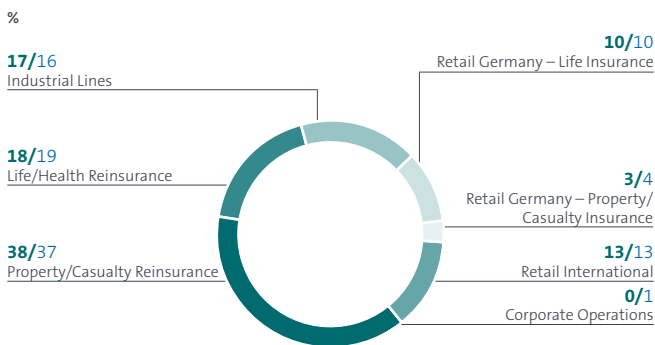 %
17/16
Industrial Lines
18/19
Life/Health Reinsurance
38/37
Property/Casualty Reinsurance
10/10
Retail Germany – Life Insurance
3/4
Retail Germany – Property/
Casualty Insurance
13/13
Retail International
0/1
Corporate Operations